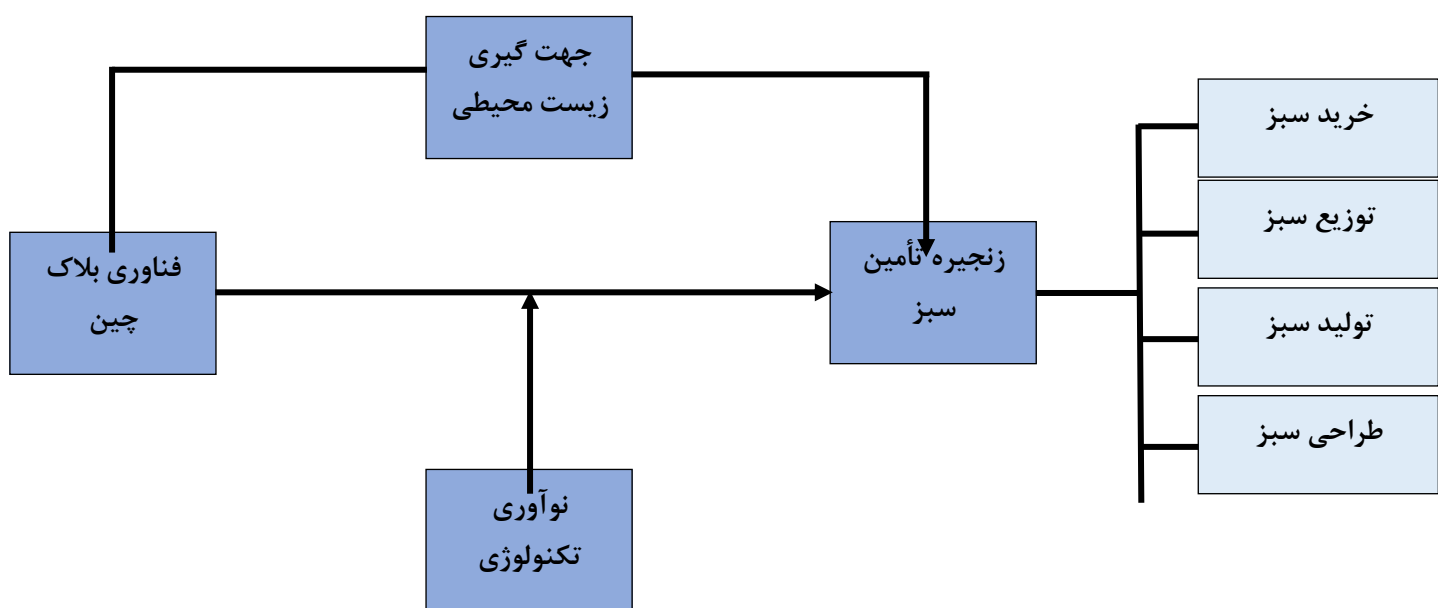 جهت گیری
زیست محیطی
خرید سبز
توزیع سبز
فناوری بلاک
چین
زنجیره تأمین
سبز
تولید سبز
طراحی سبز
نوآوری
تکنولوژی